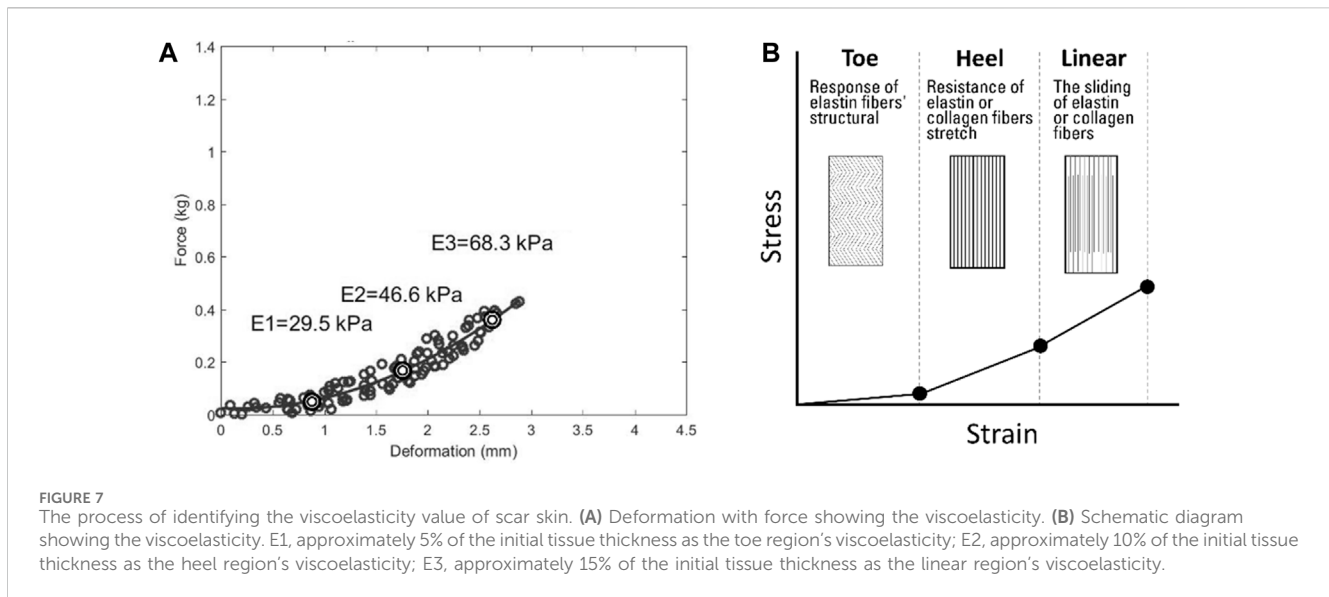 A
1.4
1.2
1
0.8
0.6
0.4
0.2
0
Force (kg)
E3=68.3 kPa
E2=46.6 kPa
E1=29.5 kPa
0 0.5 1 1.5 2 2.5 3 3.5 4 4.5
Deformation (mm)
B
Toe Heel Linear
Response of elastin fibers' structural
Resistance of elastin or collagen fibers stretch
The sliding of elastin or collagen fibers
Stress
Strain
FIGURE 7
The process of identifying the viscoelasticity value of scar skin. (A) Deformation with force showing the viscoelasticity. (B) Schematic diagram
showing the viscoelasticity. E1, approximately 5% of the initial tissue thickness as the toe region's viscoelasticity; E2, approximately 10% of the initial tissue
thickness as the heel region's viscoelasticity; E3, approximately 15% of the initial tissue thickness as the linear region's viscoelasticity.